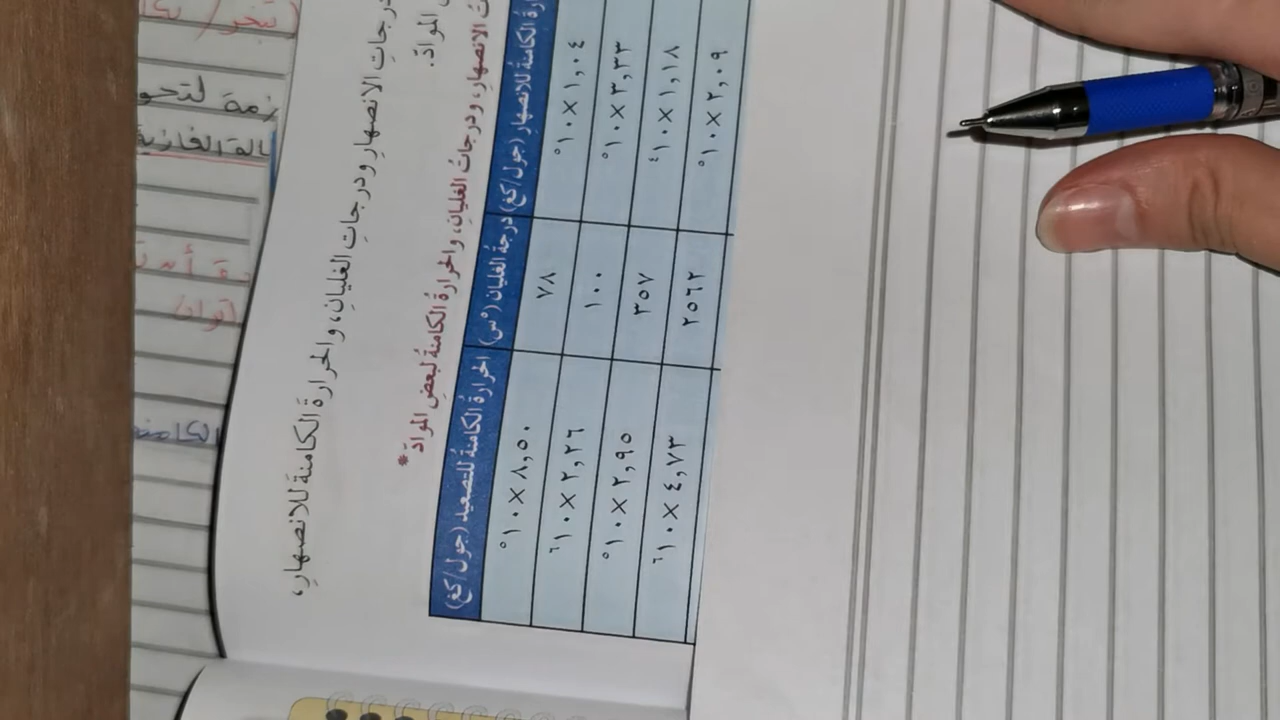 درجاتِ الانصهارِ ودرجاتِ الغليانِ، والحرارةَ الكامنةَ للانصهارِ،
الموادّ.
الانصهارِ، ودرجاتُ الغليانِ، والحرارةُ الكامنةُ لبعضِ الموادّ*
الكامنةُ للانصهارِ (جول/كغ) درجةُ الغليان (°س) الحرارةُ الكامنةُ للتصعيد (جول/كغ)
١,٠٤×١٠^٥ ٧٨ ٨,٥٠×١٠^٥
٣,٣٣×١٠^٥ ١٠٠ ٢,٢٦×١٠^٦
١,١٨×١٠^٤ ٣٥٧ ٢,٩٥×١٠^٥
٢,٠٩×١٠^٥ ٢٥٦٢ ٤,٧٣×١٠^٦
لتحو
الغازية
الكامنة